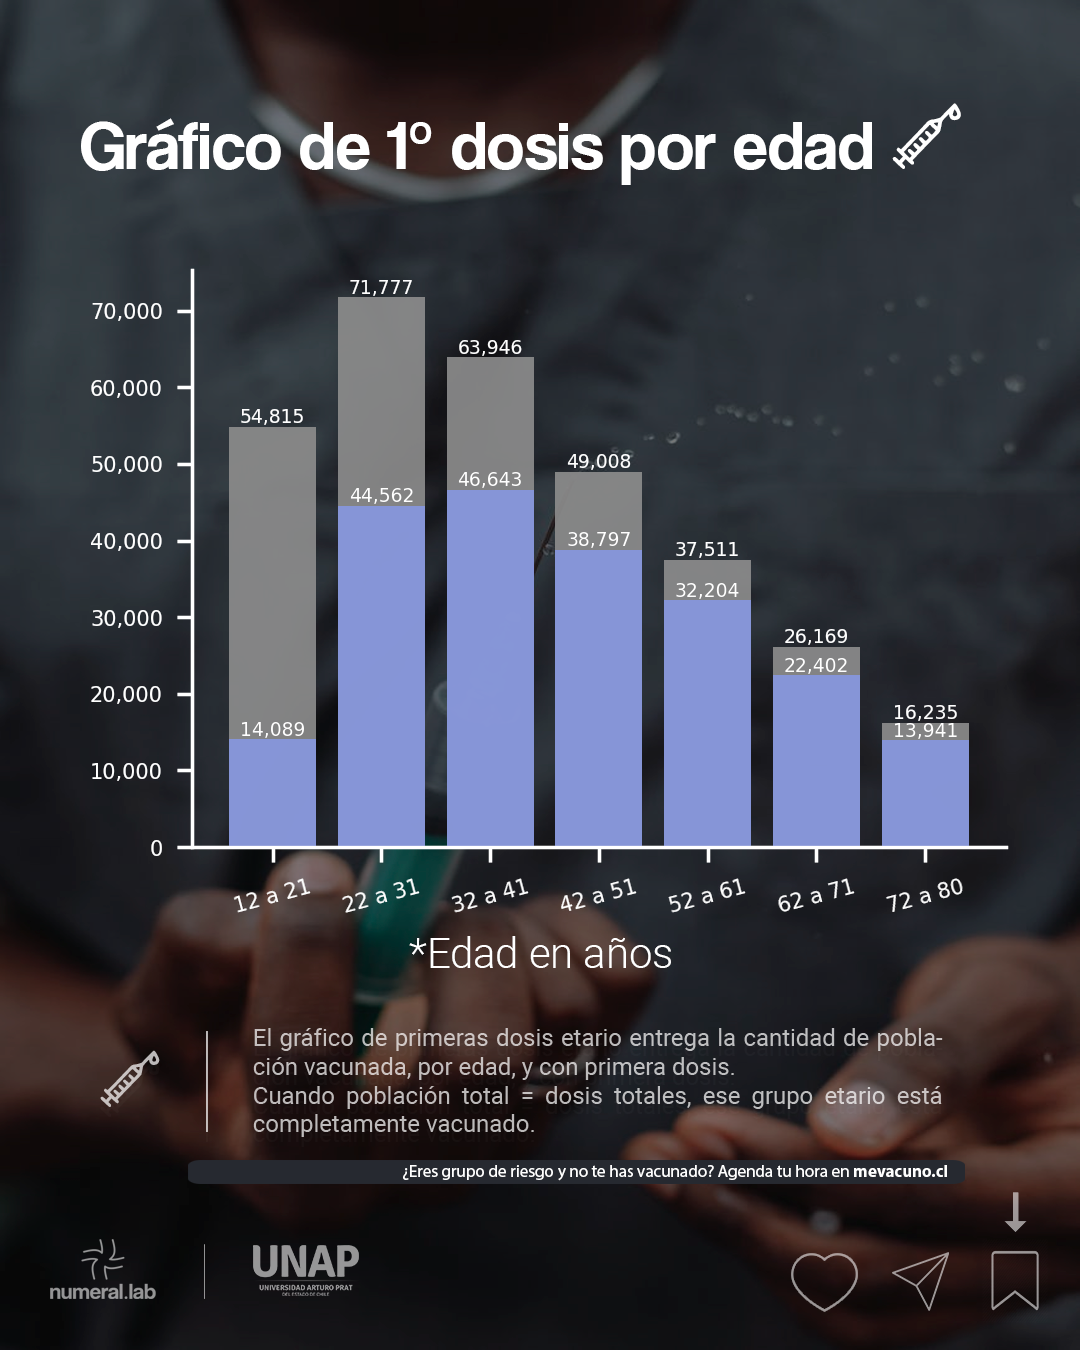 Gráfico de 1º dosis por edad
71,777
70,000
63,946
60,000
54,815
50,000
49,008
46,643
44,562
40,000
38,797
37,511
32,204
30,000
26,169
22,402
20,000
16,235
14,089
13,941
10,000
0
12 a 21 22 a 31 32 a 41 42 a 51 52 a 61 62 a 71 72 a 80
*Edad en años
El gráfico de primeras dosis etario entrega la cantidad de pobla-
ción vacunada, por edad, y con primera dosis.
Cuando población total = dosis totales, ese grupo etario está
completamente vacunado.
¿Eres grupo de riesgo y no te has vacunado? Agenda tu hora en mevacuno.cl
numeral.lab
UNAP
UNIVERSIDAD ARTURO PRAT
DEL ESTADO DE CHILE